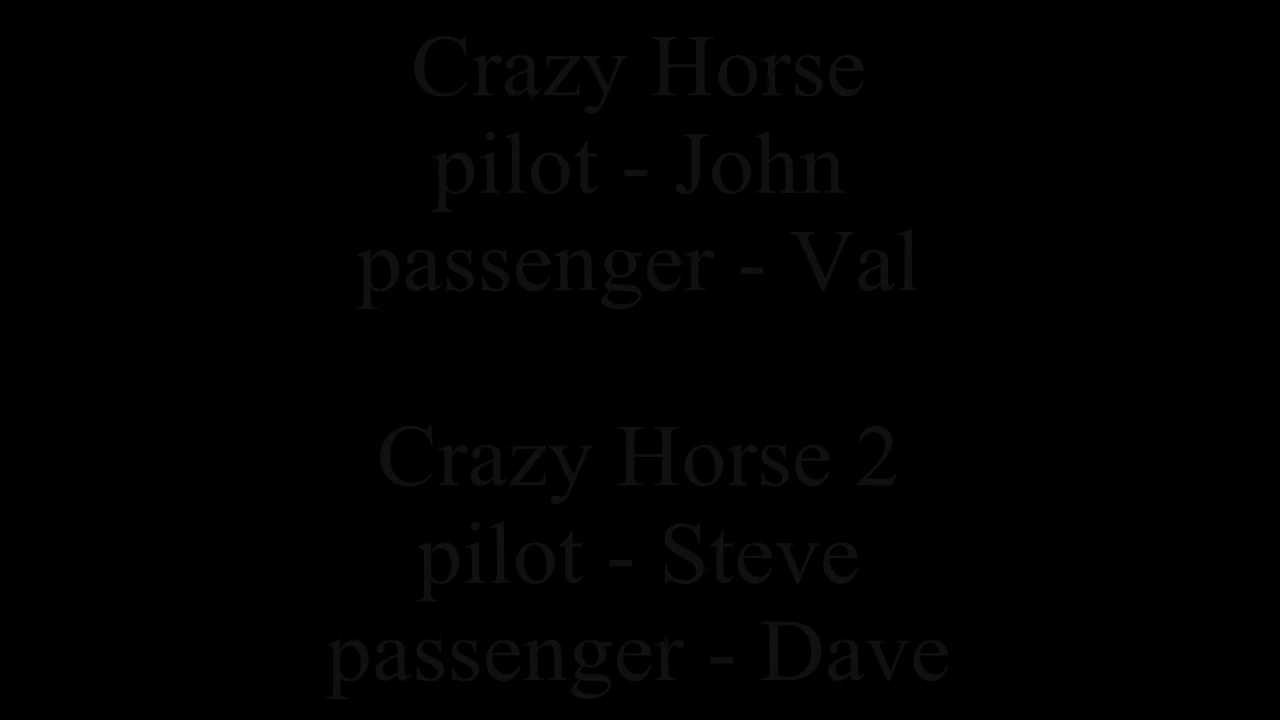 Crazy Horse
pilot - John
passenger - Val
Crazy Horse 2
pilot - Steve
passenger - Dave